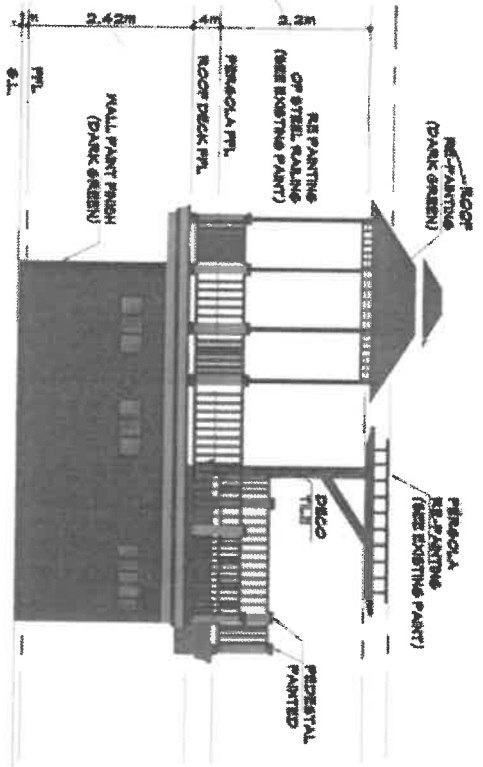 ROOF
RE-PAINTING
(DARK GREEN)
PERGOLA
RE-PAINTING
(SEE EXISTING PAINT)
3.2m
RE PAINTING
OF STEEL RAILING
(SEE EXISTING PAINT)
DECO
TILE
PERGOLA FFL
4m
ROOF DECK FFL
PEDESTAL
PAINTED
2.42m
WALL PAINT FINISH
(DARK GREEN)
FFL